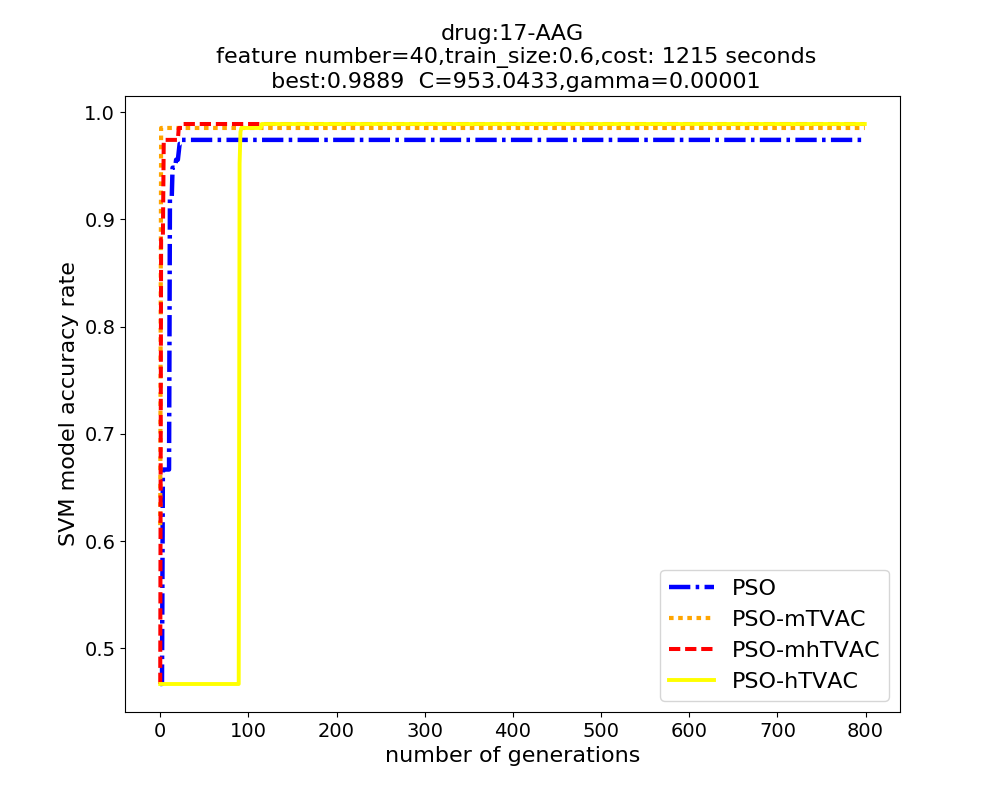 drug:17-AAG
feature number=40,train_size:0.6,cost: 1215 seconds
best:0.9889  C=953.0433,gamma=0.00001
SVM model accuracy rate
1.0
0.9
0.8
0.7
0.6
0.5
PSO
PSO-mTVAC
PSO-mhTVAC
PSO-hTVAC
0 100 200 300 400 500 600 700 800
number of generations